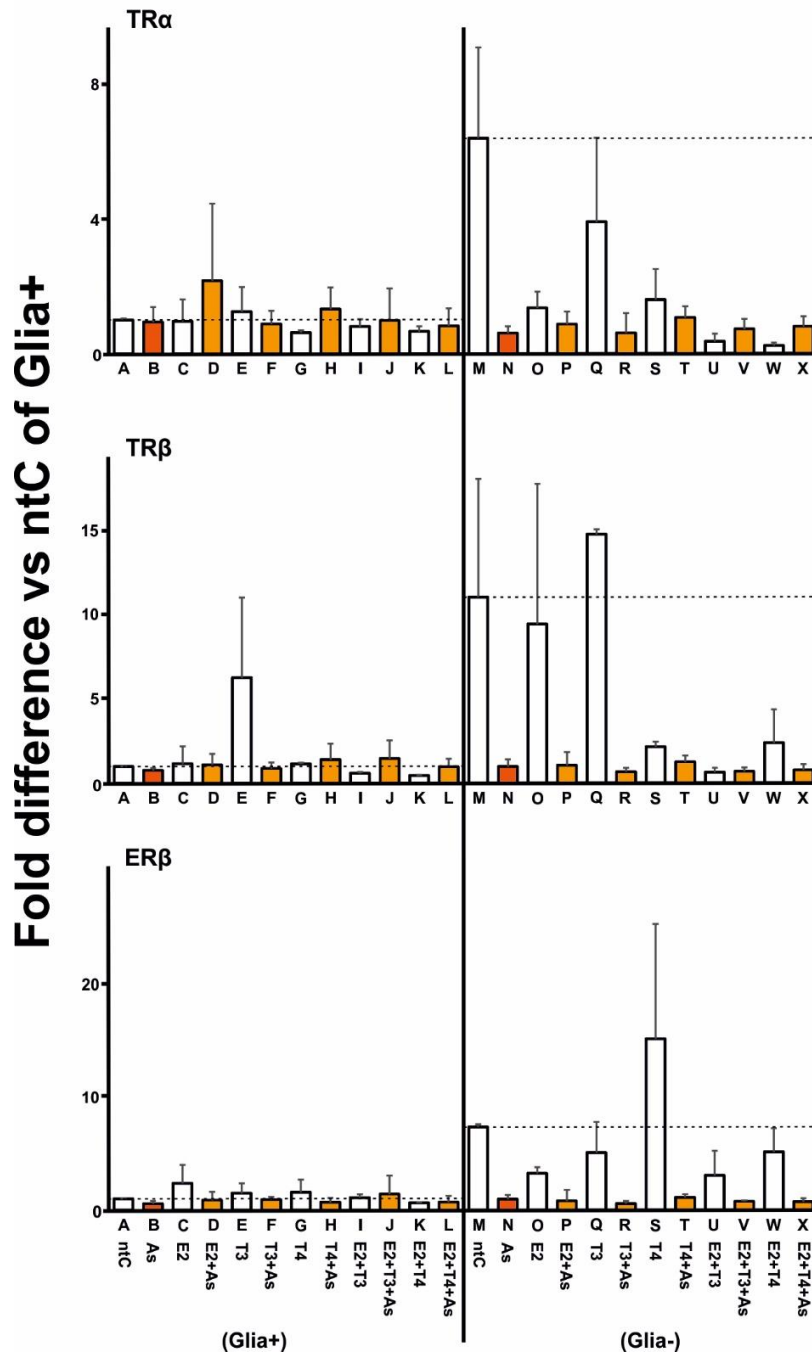 Fold difference vs ntC of Glia+
TRα
8
4
0
A B C D E F G H I J K L M N O P Q R S T U V W X
TRβ
15
10
5
0
A B C D E F G H I J K L M N O P Q R S T U V W X
ERβ
20
10
0
A B C D E F G H I J K L M N O P Q R S T U V W X
ntC As E2 E2+As T3 T3+As T4 T4+As E2+T3 E2+T3+As E2+T4 E2+T4+As ntC As E2 E2+As T3 T3+As T4 T4+As E2+T3 E2+T3+As E2+T4 E2+T4+As
(Glia+) (Glia-)